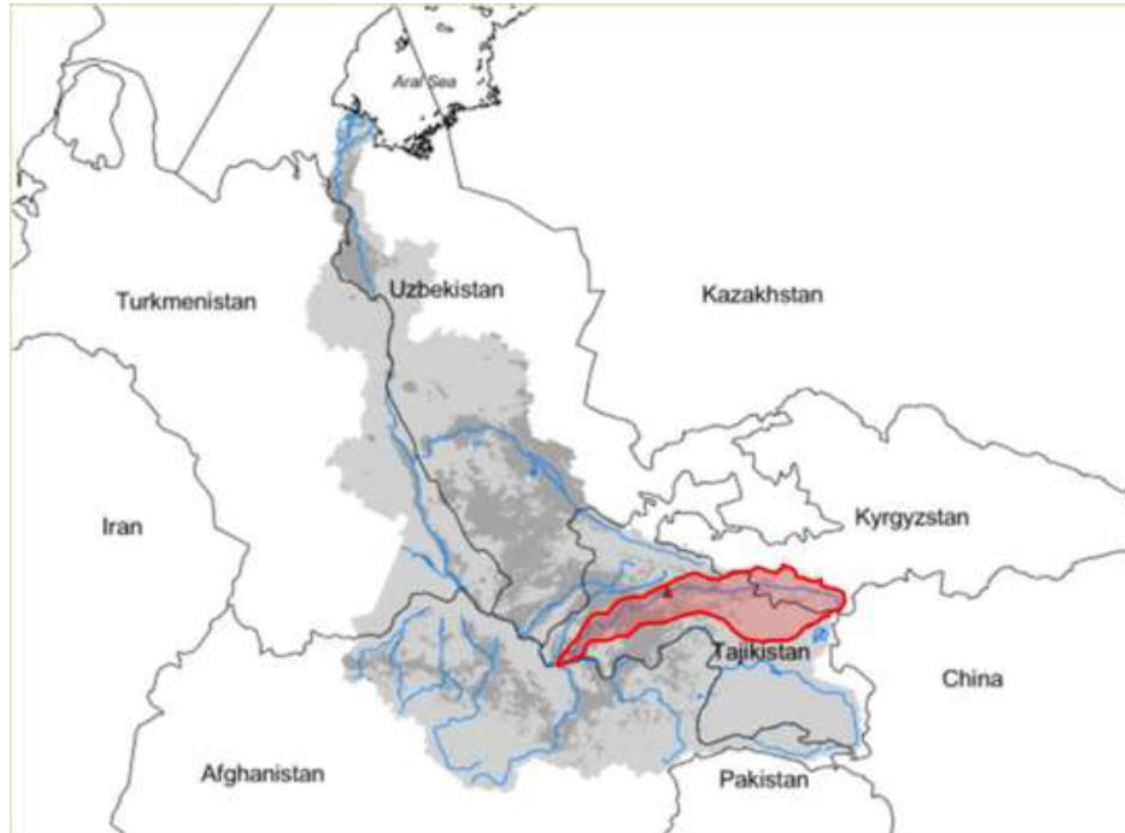 Aral Sea
Turkmenistan
Uzbekistan
Kazakhstan
Iran
Kyrgyzstan
Tajikistan
China
Afghanistan
Pakistan